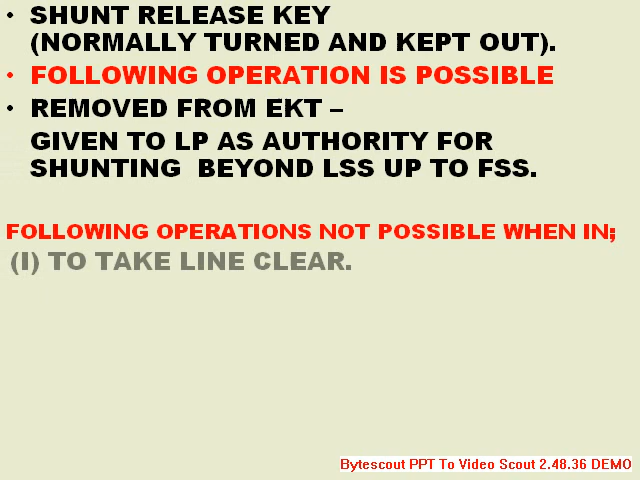 • SHUNT RELEASE KEY
(NORMALLY TURNED AND KEPT OUT).
• FOLLOWING OPERATION IS POSSIBLE
• REMOVED FROM EKT –
GIVEN TO LP AS AUTHORITY FOR
SHUNTING BEYOND LSS UP TO FSS.
FOLLOWING OPERATIONS NOT POSSIBLE WHEN IN;
(I) TO TAKE LINE CLEAR.
Bytescout PPT To Video Scout 2.48.36 DEMO